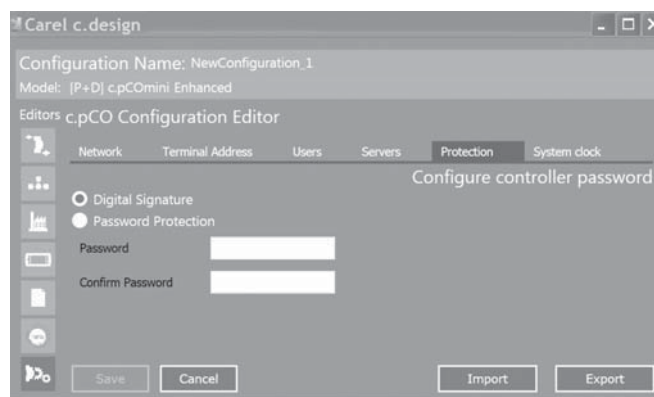 Carel c.design
Configuration Name: NewConfiguration_1
Model: [P+D] c.pCOmini Enhanced
Editors c.pCO Configuration Editor
Network Terminal Address Users Servers Protection System clock
Configure controller password
Digital Signature
Password Protection
Password
Confirm Password
Save Cancel Import Export